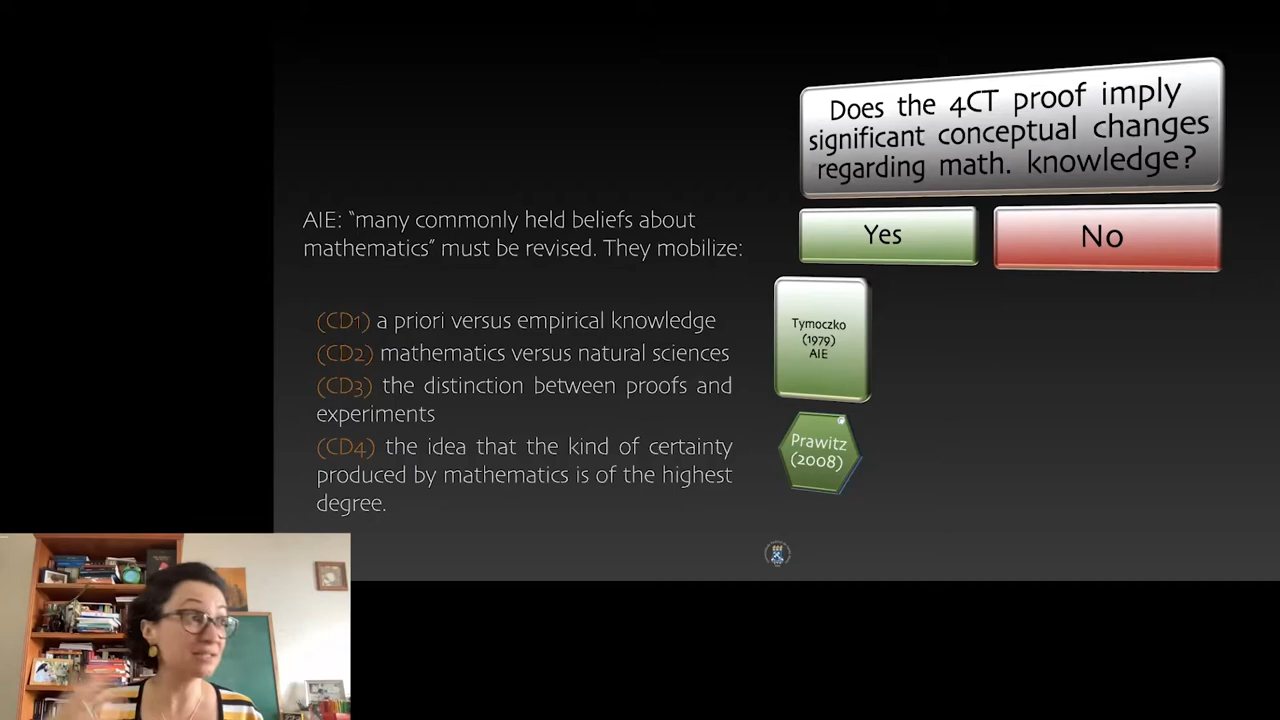 Does the 4CT proof imply
significant conceptual changes
regarding math. knowledge?
Yes
No
AIE: “many commonly held beliefs about
mathematics” must be revised. They mobilize:
(CD1) a priori versus empirical knowledge
(CD2) mathematics versus natural sciences
(CD3) the distinction between proofs and
experiments
(CD4) the idea that the kind of certainty
produced by mathematics is of the highest
degree.
Tymoczko
(1979)
AIE
Prawitz
(2008)